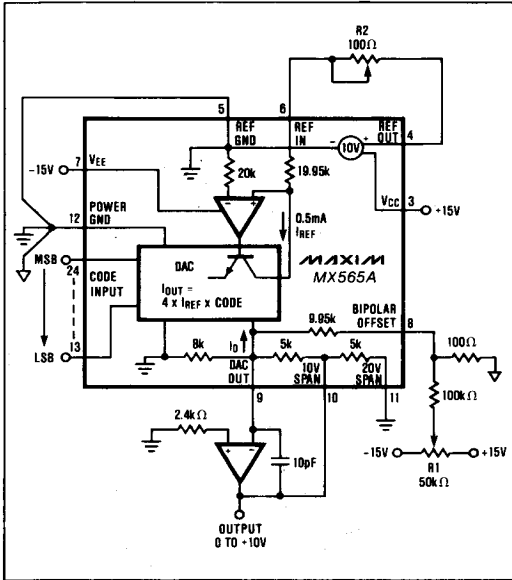 R2
100Ω
5
6
REF GND
REF IN
REF OUT
4
- 10V +
20k
19.95k
-15V
7
VEE
VCC
3
+15V
12
POWER GND
0.5mA
IREF
MAXIM
MX565A
MSB
24
CODE INPUT
DAC
IOUT =
4 x IREF x CODE
LSB
13
BIPOLAR OFFSET
8
9.95k
100Ω
8k
IO
5k
5k
DAC OUT
10V SPAN
20V SPAN
9
10
11
100kΩ
2.4kΩ
10pF
-15V
+15V
R1
50kΩ
OUTPUT
0 TO +10V